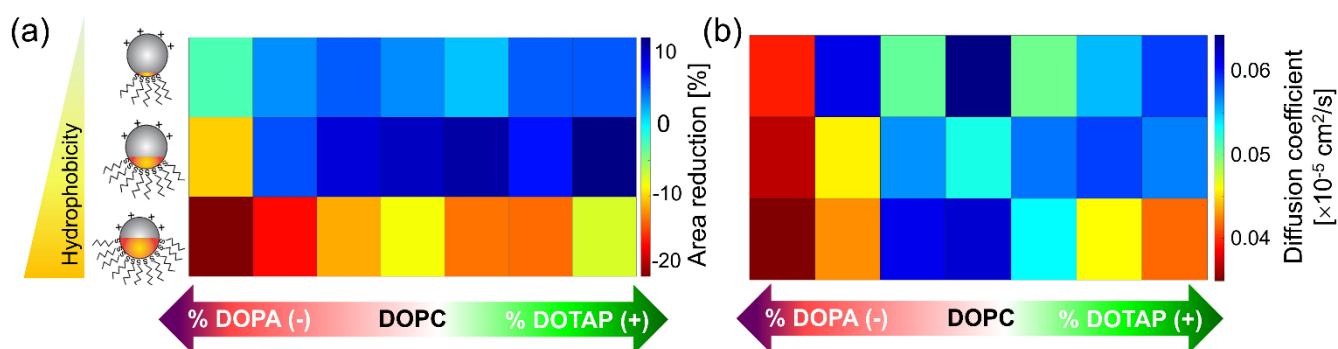 (a)
Hydrophobicity
+ + + +
S S S S
+ + + +
S S S S S S
+ + + +
S S S S S S
10
0
-10
-20
Area reduction [%]
% DOPA (-) DOPC % DOTAP (+)
(b)
0.06
0.05
0.04
Diffusion coefficient
[×10⁻⁵ cm²/s]
% DOPA (-) DOPC % DOTAP (+)